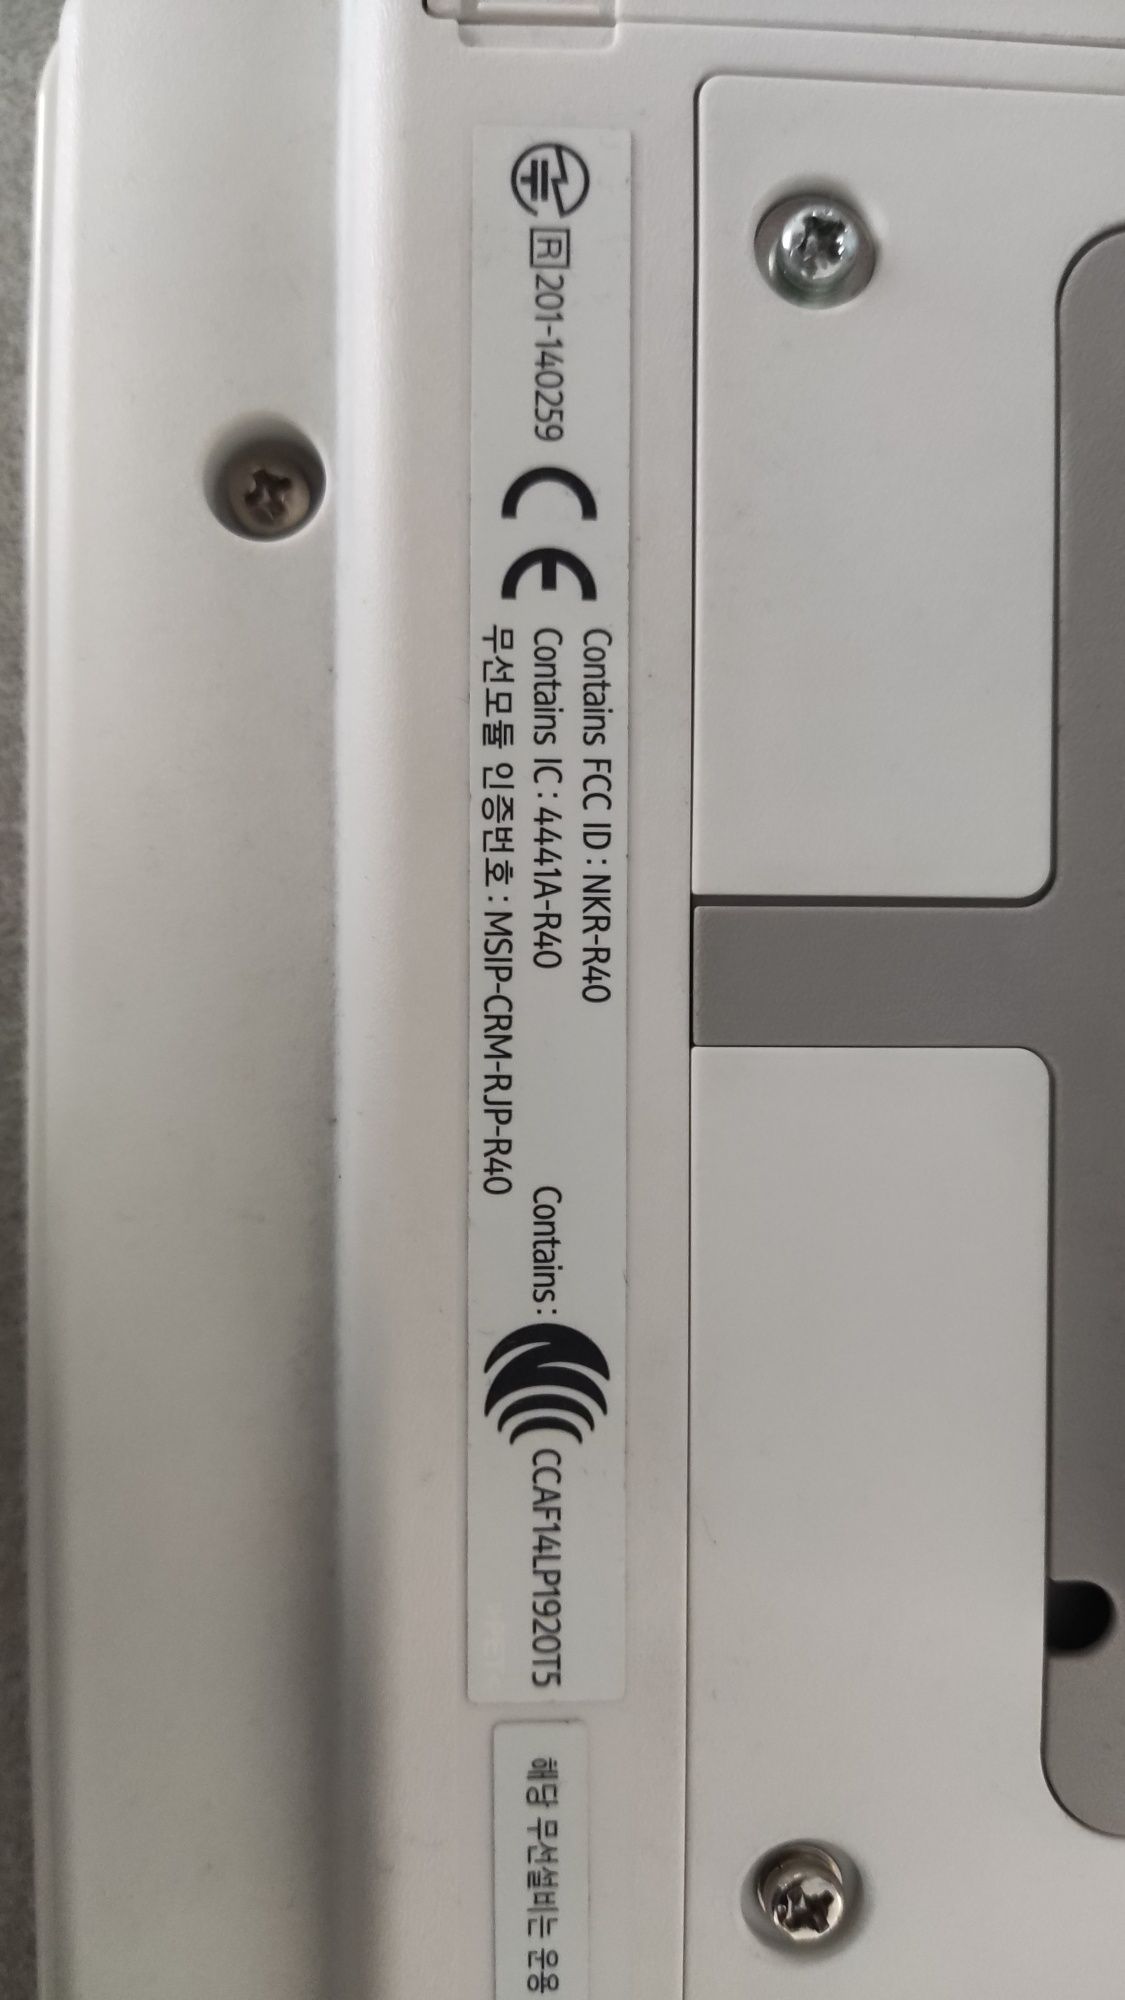 R 201-140259
CE
Contains FCC ID : NKR-R40
Contains IC : 4441A-R40
무선모듈 인증번호 : MSIP-CRM-RJP-R40
Contains :
CCAF14LP1920T5
해당 무선설비는 운용